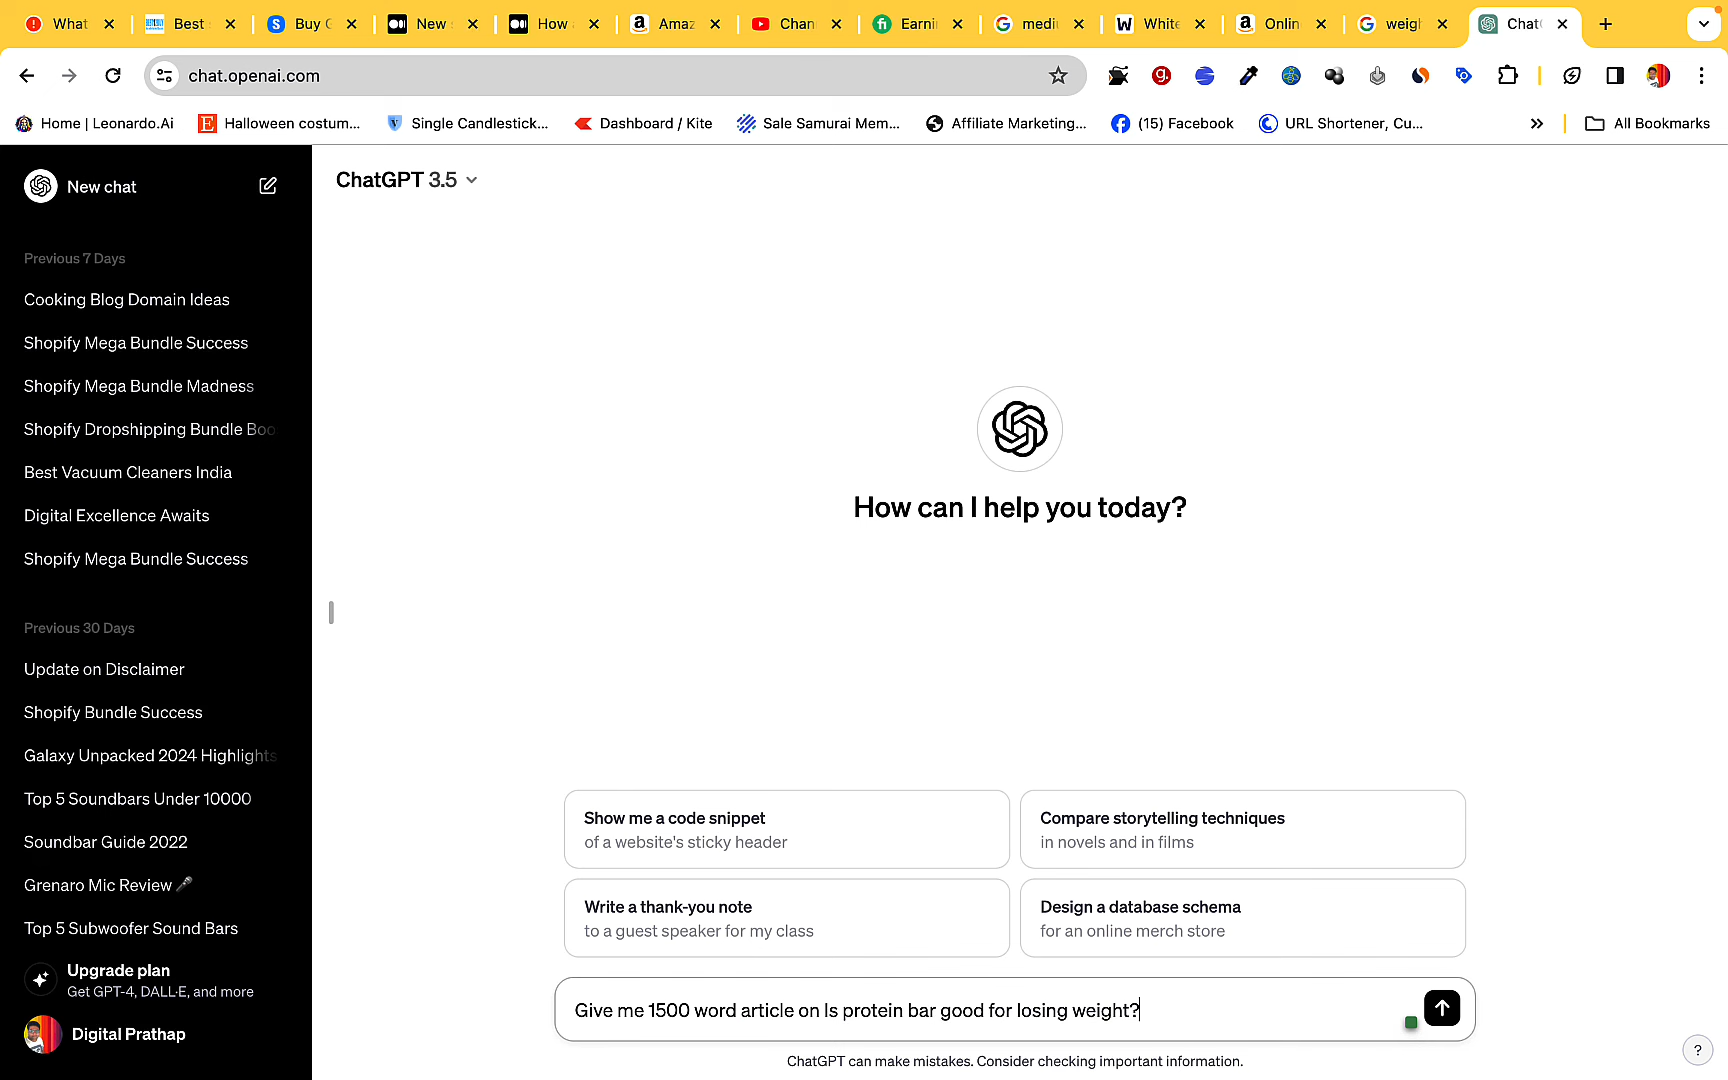 What
Best
Buy
New
How
Amaz
Chan
Earni
medi
White
Onlin
weigh
Chat
chat.openai.com
Home | Leonardo.Ai
Halloween costum...
Single Candlestick...
Dashboard / Kite
Sale Samurai Mem...
Affiliate Marketing...
(15) Facebook
URL Shortener, Cu...
All Bookmarks
New chat
ChatGPT 3.5
Previous 7 Days
Cooking Blog Domain Ideas
Shopify Mega Bundle Success
Shopify Mega Bundle Madness
Shopify Dropshipping Bundle Boo
Best Vacuum Cleaners India
Digital Excellence Awaits
Shopify Mega Bundle Success
Previous 30 Days
Update on Disclaimer
Shopify Bundle Success
Galaxy Unpacked 2024 Highlights
Top 5 Soundbars Under 10000
Soundbar Guide 2022
Grenaro Mic Review 🎤
Top 5 Subwoofer Sound Bars
Upgrade plan
Get GPT-4, DALL·E, and more
Digital Prathap
How can I help you today?
Show me a code snippet
of a website's sticky header
Compare storytelling techniques
in novels and in films
Write a thank-you note
to a guest speaker for my class
Design a database schema
for an online merch store
Give me 1500 word article on Is protein bar good for losing weight?
ChatGPT can make mistakes. Consider checking important information.
?